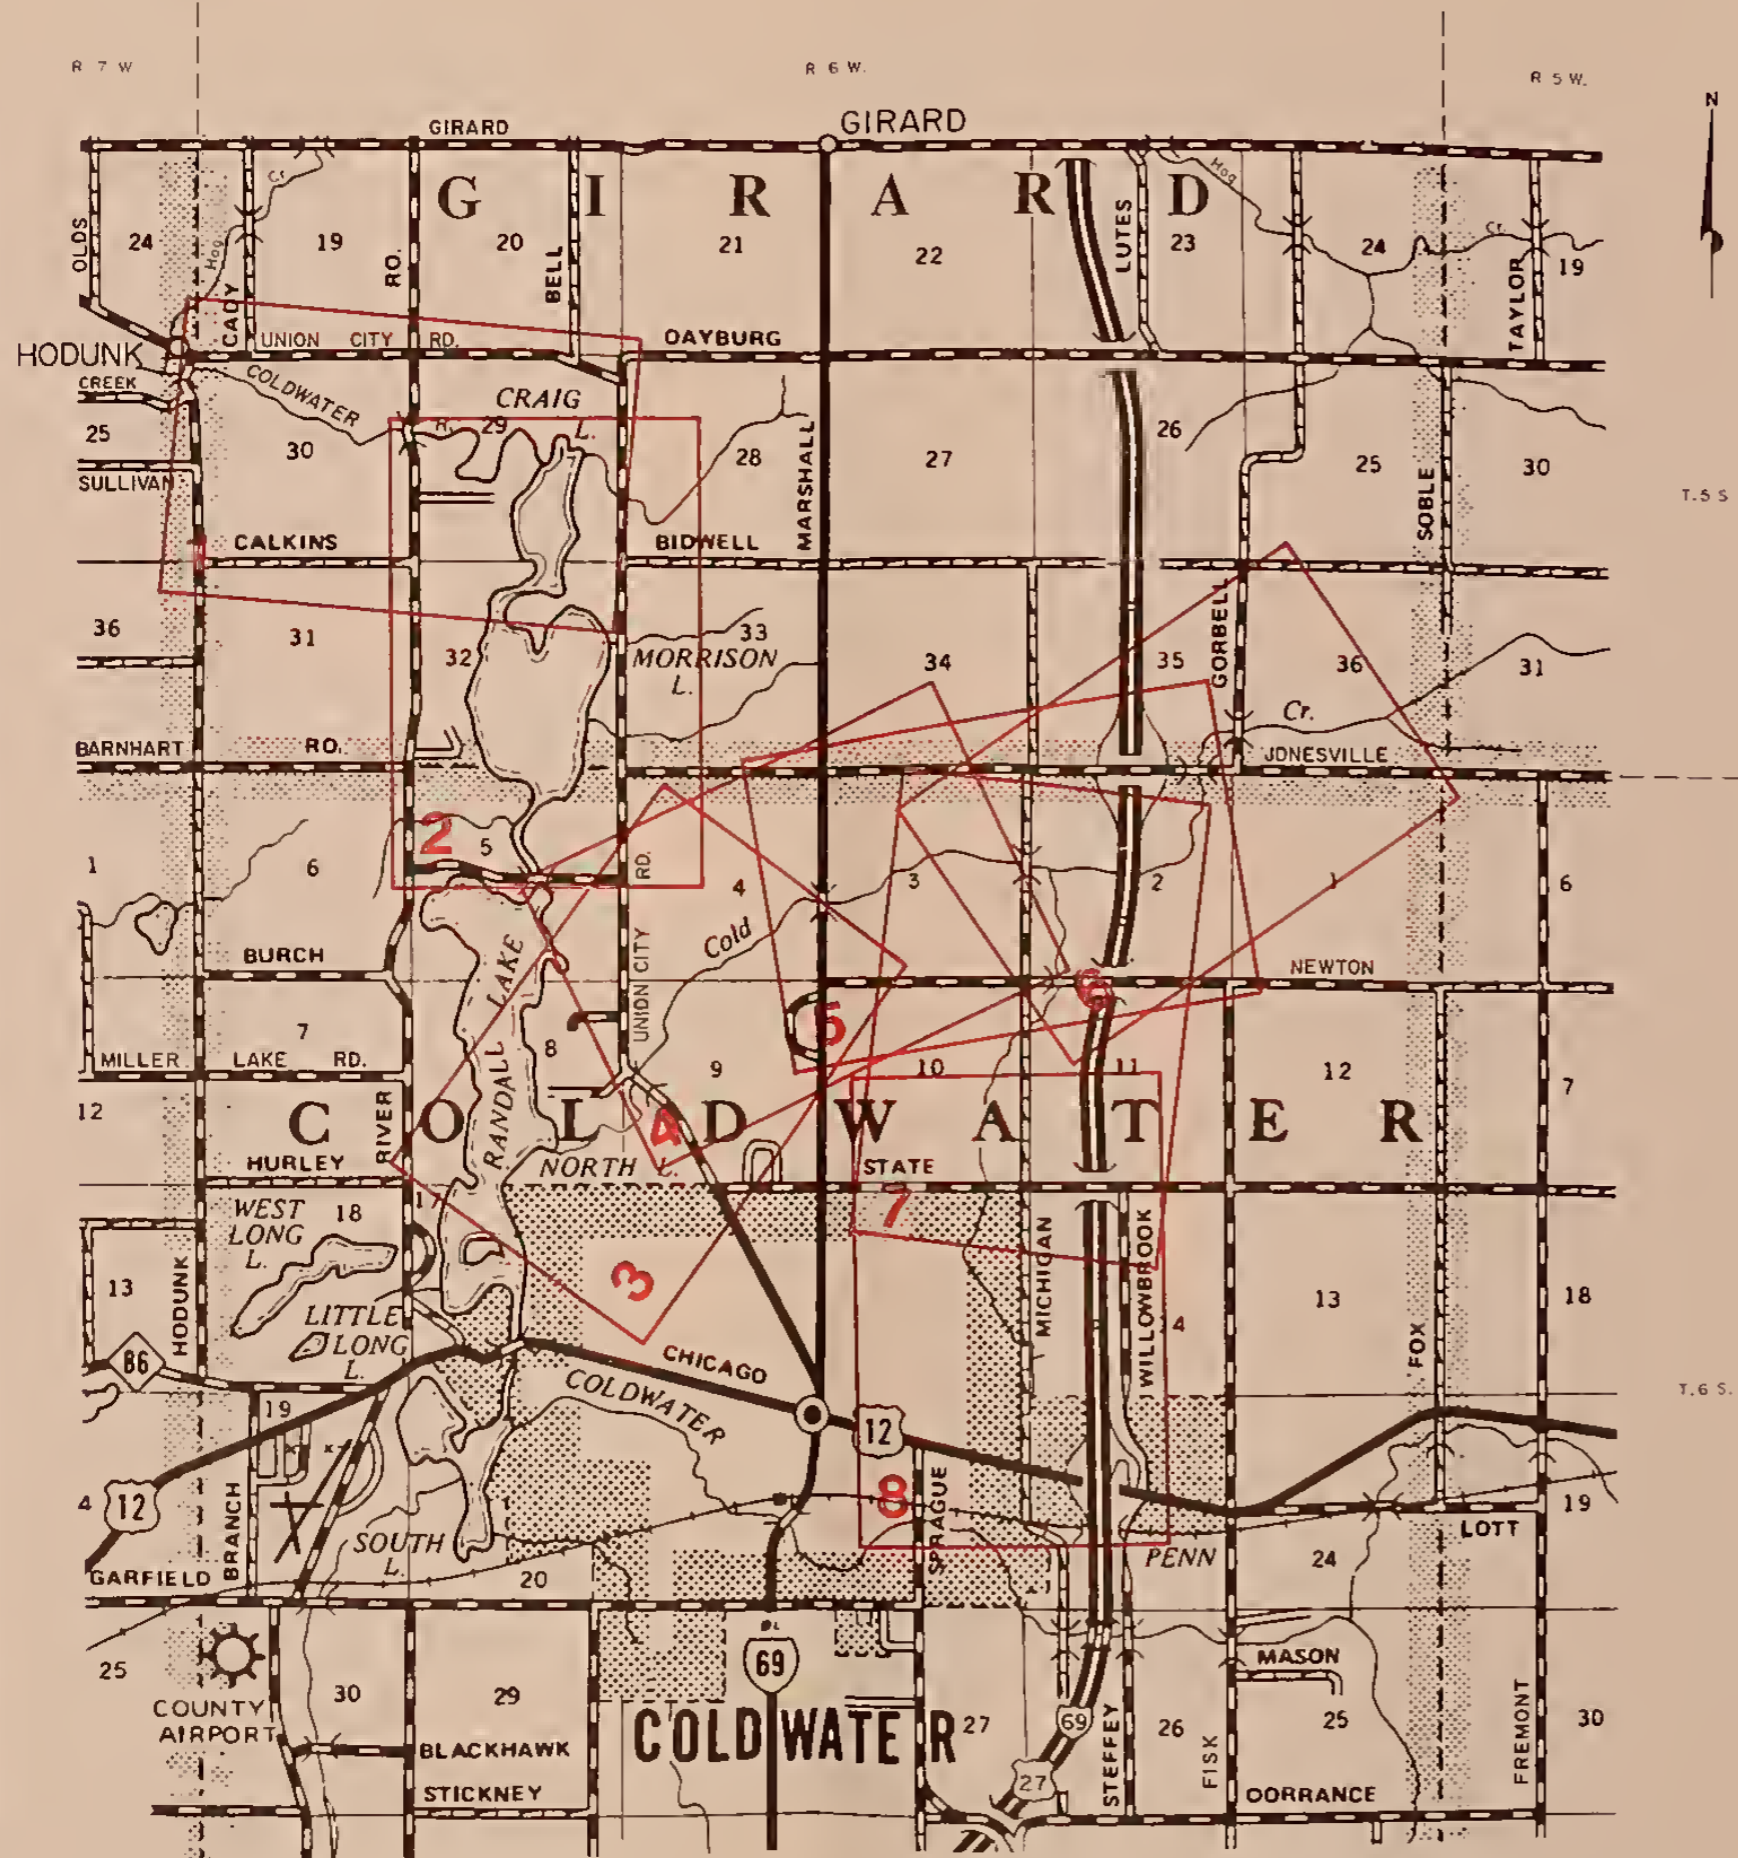 R 7 W
R 6 W.
R 5 W.
N
GIRARD
GIRARD
G I R A R D
OLDS
24
Hog
Cr.
CADY
19
RD.
20
BELL
21
22
LUTES
23
Hog
24
Cr.
TAYLOR
19
HODUNK
UNION CITY RD.
DAYBURG
CREEK
COLDWATER
R.
CRAIG
L.
25
30
29
28
MARSHALL
27
26
25
SOBLE
30
T.5 S
SULLIVAN
1
CALKINS
BIDWELL
36
31
32
33
MORRISON
L.
34
35
GORBELL
36
31
Cr.
BARNHART RD.
JONESVILLE
2
1
6
5
RD.
4
3
2
1
6
Cold
BURCH
RANDALL LAKE
UNION CITY
NEWTON
6
5
7
8
9
10
11
12
7
MILLER LAKE RD.
12
RIVER
4
C O L D W A T E R
HURLEY
NORTH L.
STATE
7
WEST
LONG
L.
18
17
3
MICHIGAN
WILLOWBROOK
14
13
18
13
HODUNK
LITTLE
LONG
L.
FOX
86
CHICAGO
COLDWATER
12
T.6 S.
19
8
SPRAGUE
12
BRANCH
SOUTH
L.
PENN
LOTT
19
GARFIELD
20
24
25
BL
69
MASON
COUNTY
AIRPORT
30
29
COLDWATER
27
69
STEFFEY
26
FISK
25
FREMONT
30
BLACKHAWK
STICKNEY
27
DORRANCE